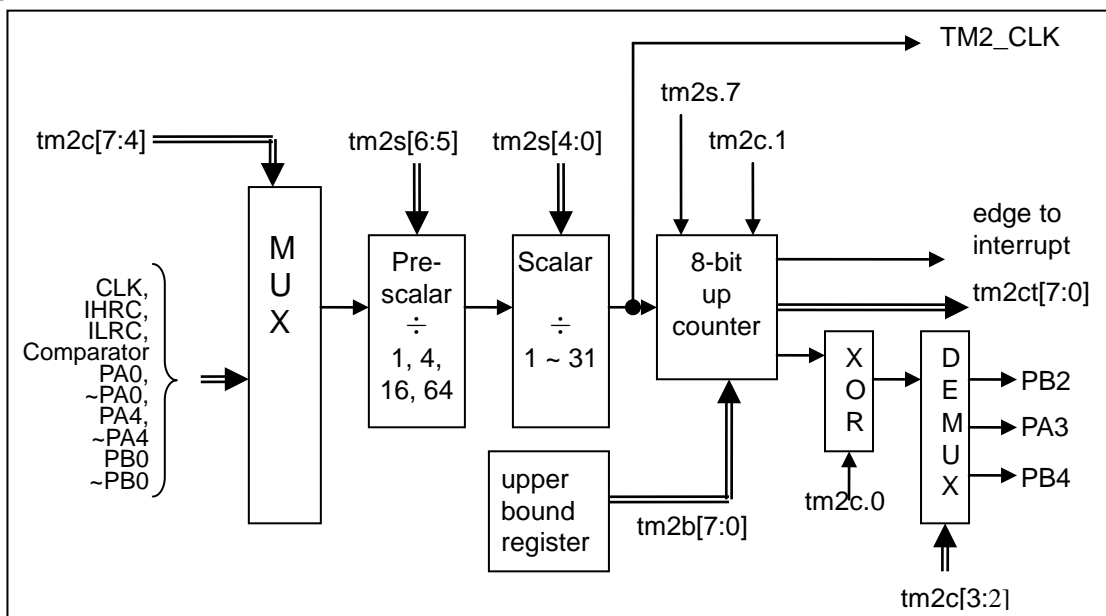 TM2_CLK
tm2s.7
tm2c[7:4]
tm2s[6:5]
tm2s[4:0]
tm2c.1
M
U
X
Pre-
scalar
÷
1, 4,
16, 64
Scalar
÷
1 ~ 31
8-bit
up
counter
edge to
interrupt
tm2ct[7:0]
CLK,
IHRC,
ILRC,
Comparator
PA0,
~PA0,
PA4,
~PA4
PB0
~PB0
X
O
R
D
E
M
U
X
PB2
PA3
PB4
upper
bound
register
tm2b[7:0]
tm2c.0
tm2c[3:2]